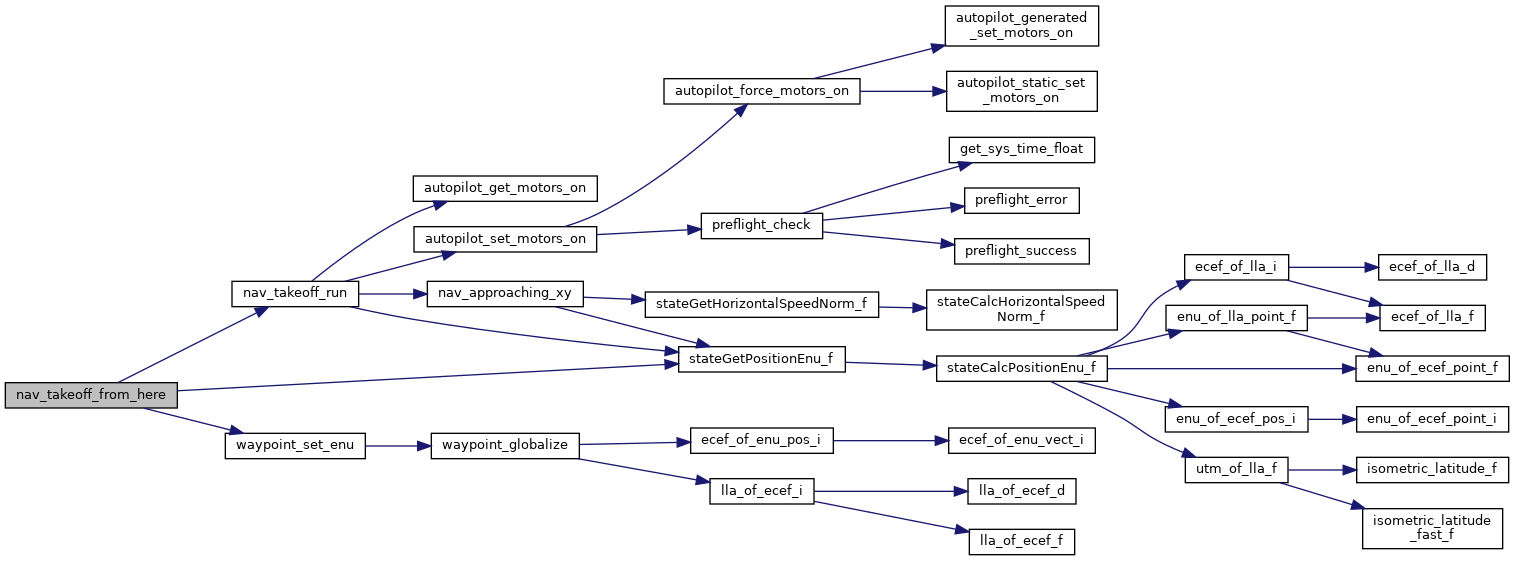 nav_takeoff_from_here
nav_takeoff_run
waypoint_set_enu
autopilot_get_motors_on
autopilot_set_motors_on
nav_approaching_xy
waypoint_globalize
autopilot_force_motors_on
preflight_check
stateGetHorizontalSpeedNorm_f
stateGetPositionEnu_f
ecef_of_enu_pos_i
lla_of_ecef_i
autopilot_generated
_set_motors_on
autopilot_static_set
_motors_on
get_sys_time_float
preflight_error
preflight_success
stateCalcHorizontalSpeed
Norm_f
stateCalcPositionEnu_f
ecef_of_enu_vect_i
lla_of_ecef_d
lla_of_ecef_f
ecef_of_lla_i
enu_of_lla_point_f
enu_of_ecef_pos_i
utm_of_lla_f
ecef_of_lla_d
ecef_of_lla_f
enu_of_ecef_point_f
enu_of_ecef_point_i
isometric_latitude_f
isometric_latitude
_fast_f